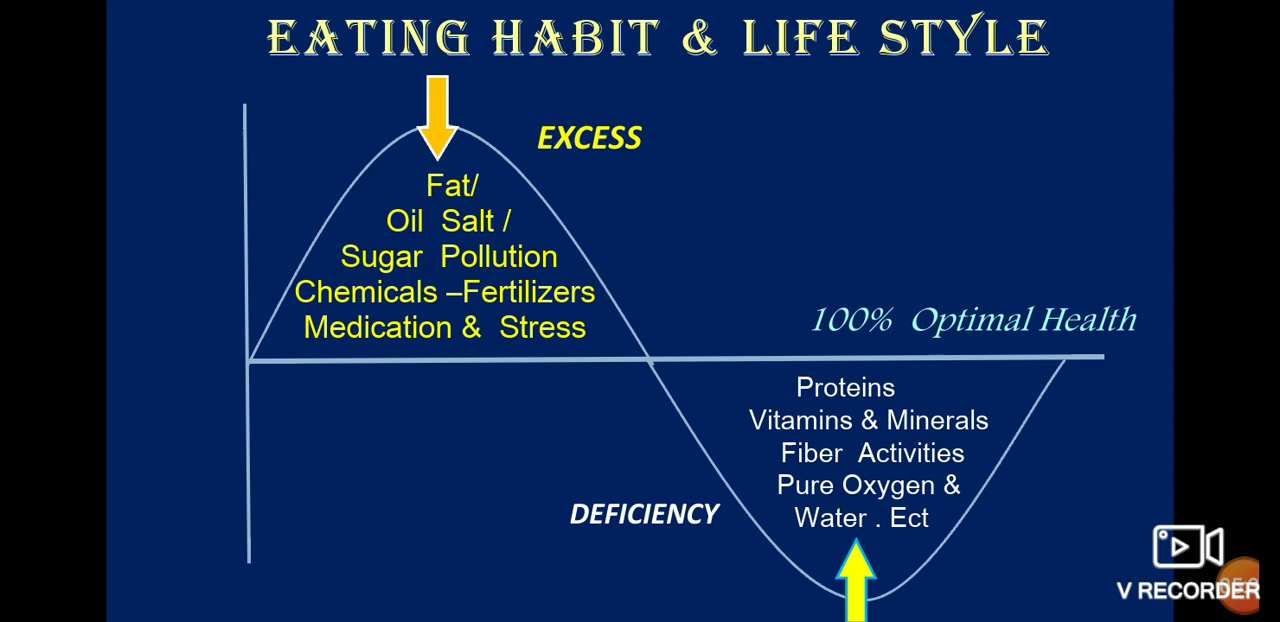 EATING HABIT & LIFE STYLE
EXCESS
Fat/
Oil Salt /
Sugar Pollution
Chemicals –Fertilizers
Medication & Stress
100% Optimal Health
Proteins
Vitamins & Minerals
Fiber Activities
Pure Oxygen &
Water . Ect
DEFICIENCY
V RECORDER